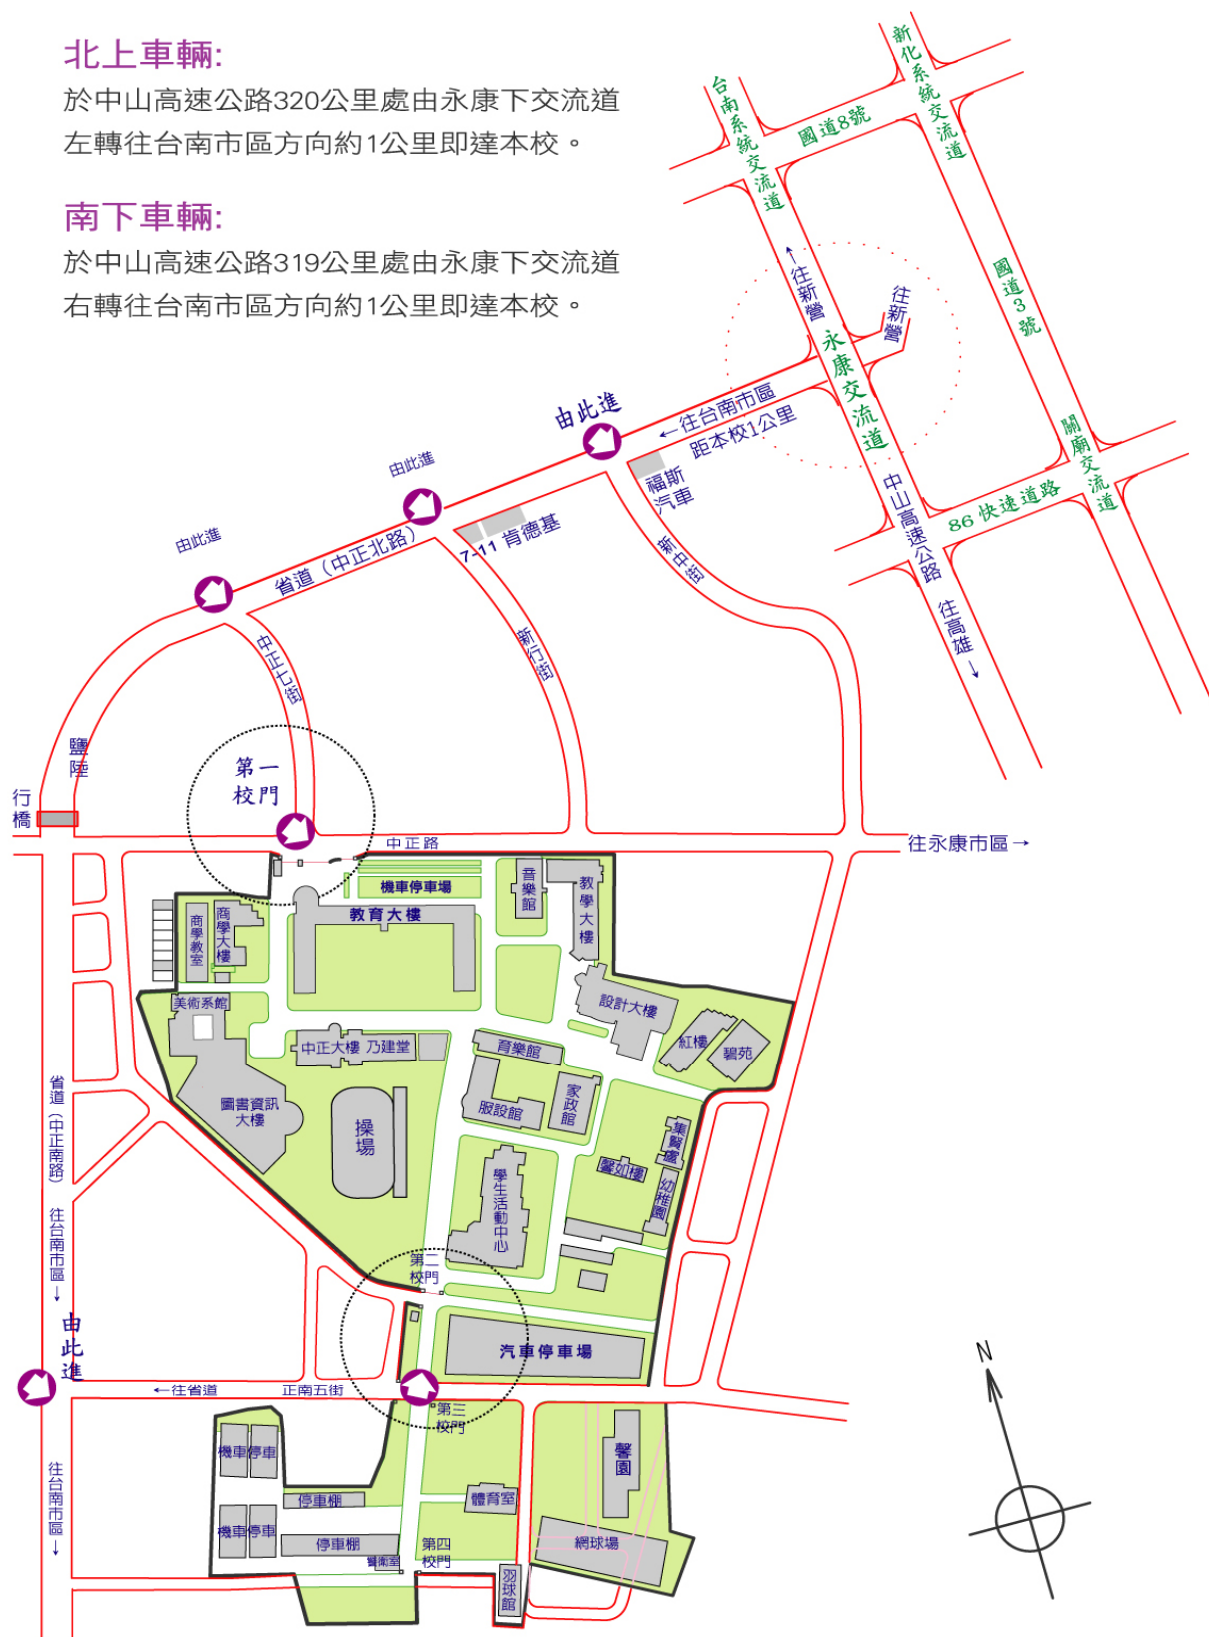 北上車輛:
於中山高速公路320公里處由永康下交流道
左轉往台南市區方向約1公里即達本校。
南下車輛:
於中山高速公路319公里處由永康下交流道
右轉往台南市區方向約1公里即達本校。
新化系統交流道
台南系統交流道
國道8號
國道3號
←往新營
往新營
永康交流道
←往台南市區
距本校1公里
由此進
福斯
汽車
中山高速公路
往高雄→
86 快速道路
關廟交流道
由此進
7-11 肯德基
省道（中正北路）
由此進
新中街
新行街
中正七街
鹽陸
行橋
第一
校門
中正路
往永康市區→
機車停車場
教育大樓
音樂館
教學大樓
商學教室
商學大樓
美術系館
設計大樓
紅樓
碧苑
中正大樓 乃建堂
育樂館
服設館
家政館
圖書資訊
大樓
操場
集賢廬
馨如樓
幼稚園
學生活動中心
省道（中正南路）
往台南市區→
第二
校門
汽車停車場
由此進
←往省道
正南五街
第三
校門
N
往台南市區→
機車停車
停車棚
機車停車
停車棚
警衛室
第四
校門
體育室
羽球館
馨園
網球場